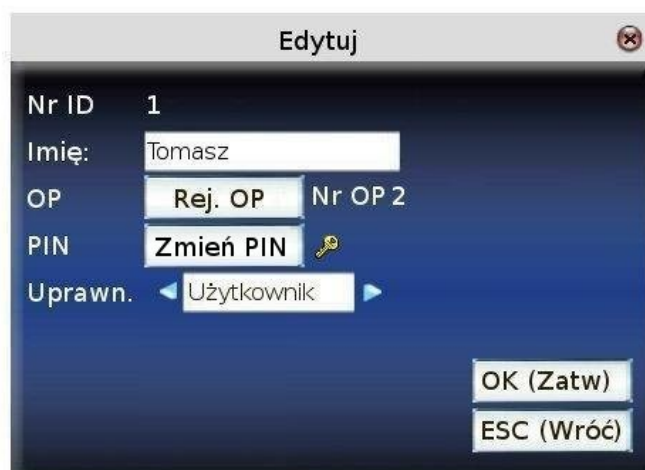 Edytuj
Nr ID 1
Imię: Tomasz
OP Rej. OP Nr OP 2
PIN Zmień PIN
Uprawn. Użytkownik
OK (Zatw)
ESC (Wróć)